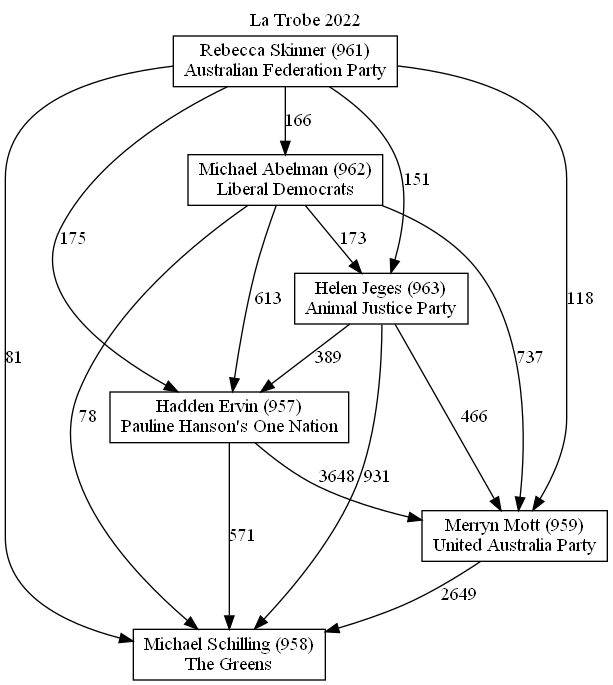 La Trobe 2022
Rebecca Skinner (961)
Australian Federation Party
166
Michael Abelman (962)
Liberal Democrats
151
175
173
Helen Jeges (963)
Animal Justice Party
613
118
81
389
737
Hadden Ervin (957)
Pauline Hanson's One Nation
78
466
3648
931
571
Merryn Mott (959)
United Australia Party
2649
Michael Schilling (958)
The Greens